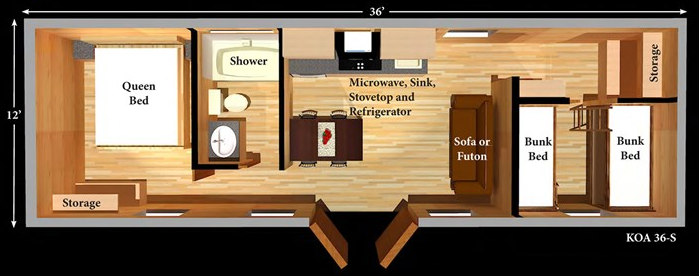 36'
12'
Queen
Bed
Shower
Microwave, Sink,
Stovetop and
Refrigerator
Sofa or
Futon
Bunk
Bed
Bunk
Bed
Storage
Storage
KOA 36-S